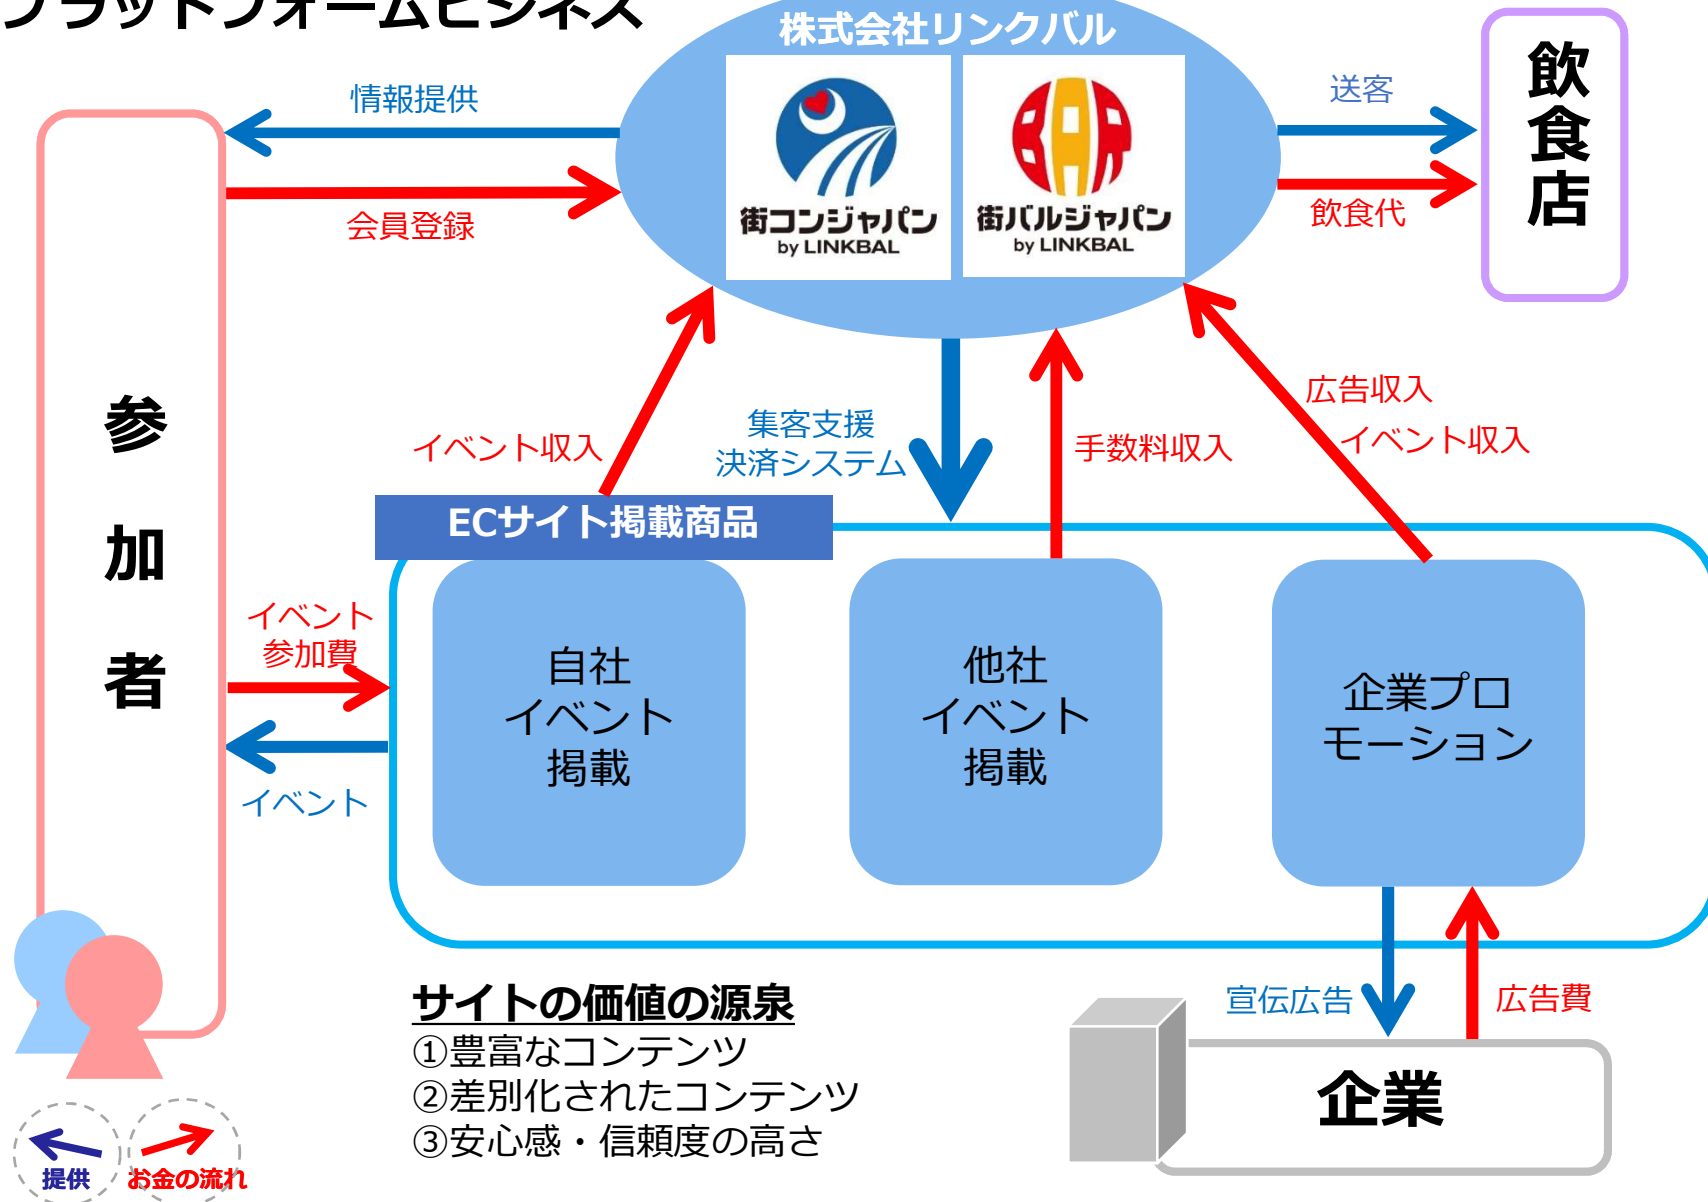 プラットフォームビジネス
株式会社リンクバル
街コンジャパン
by LINKBAL
BAR
街バルジャパン
by LINKBAL
飲食店
情報提供
会員登録
送客
飲食代
参加者
イベント収入
集客支援
決済システム
手数料収入
広告収入
イベント収入
ECサイト掲載商品
イベント
参加費
イベント
自社
イベント
掲載
他社
イベント
掲載
企業プロ
モーション
サイトの価値の源泉
①豊富なコンテンツ
②差別化されたコンテンツ
③安心感・信頼度の高さ
宣伝広告
広告費
企業
提供
お金の流れ